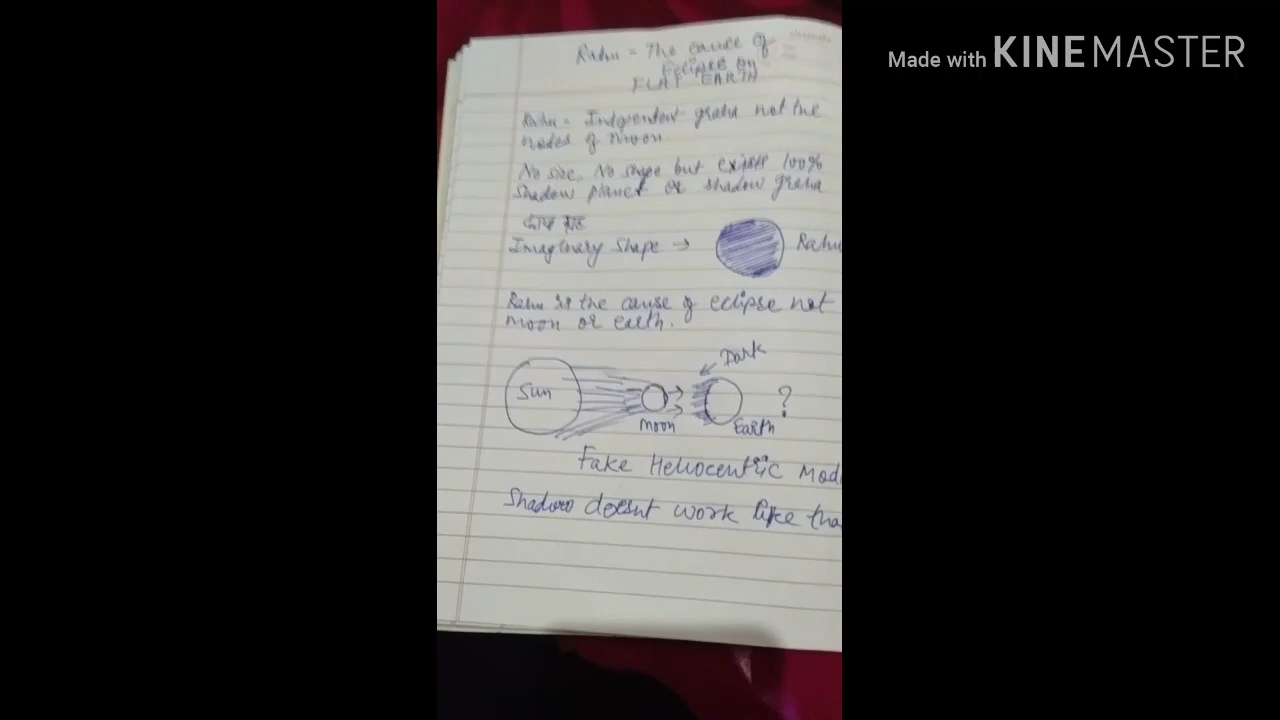 Made with KINEMASTER
Rahu = The cause of
Eclipse on
FLAT EARTH
Rahu = Indpendent graha not the
nodes of moon.
No size, No shape but exists 100%
Shadow planet or shadow graha
Imaginary Shape → Rahu
Rahu is the cause of eclipse not
moon or earth.
Dark
Sun
Moon
Earth
?
Fake Heliocentric Mod
Shadow doesnt work like tha